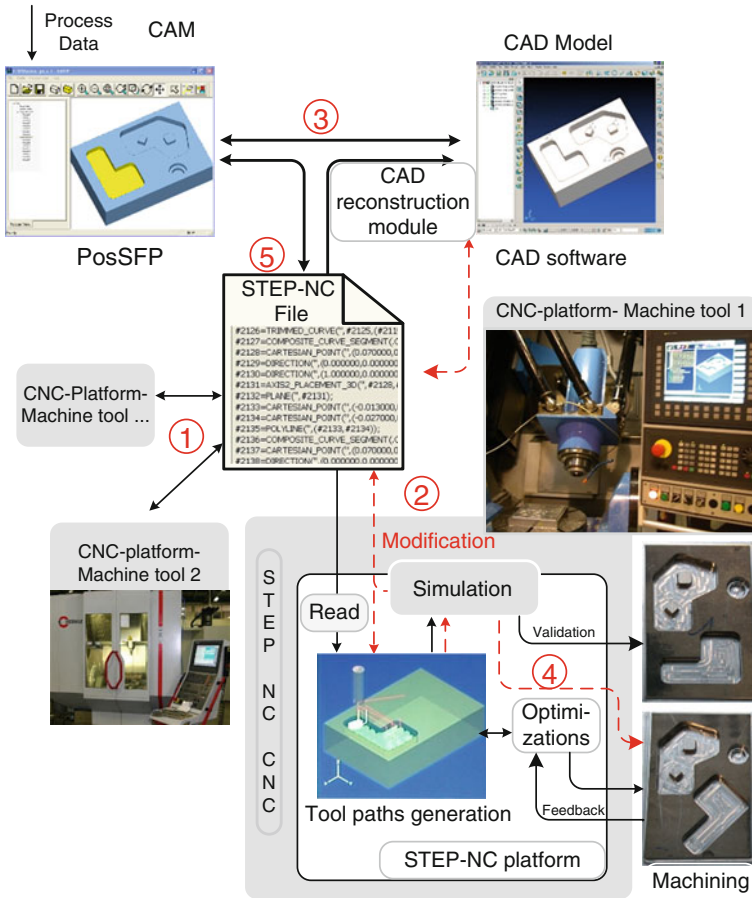 Process
Data
CAM
CAD Model
③
PosSFP
CAD
reconstruction
module
CAD software
⑤
STEP-NC
File
#2126=TRIMMED_CURVE('',#2125,(#211
#2127=COMPOSITE_CURVE_SEGMENT(.C
#2128=CARTESIAN_POINT('',(0.070000,
#2129=DIRECTION('',(0.000000,0.000000
#2130=DIRECTION('',(1.000000,0.000000
#2131=AXIS2_PLACEMENT_3D('',#2128,
#2132=PLANE('',#2131);
#2133=CARTESIAN_POINT('',(-0.013000,
#2134=CARTESIAN_POINT('',(-0.027000,
#2135=POLYLINE('',(#2133,#2134));
#2136=COMPOSITE_CURVE_SEGMENT(.C
#2137=CARTESIAN_POINT('',(0.070000,
#2138=DIRECTION('',(0.000000,0.000000
CNC-platform- Machine tool 1
CNC-Platform-
Machine tool ...
①
②
CNC-platform-
Machine tool 2
Modification
STEP NC CNC
Simulation
Read
Validation
④
Optimi-
zations
Tool paths generation
Feedback
STEP-NC platform
Machining